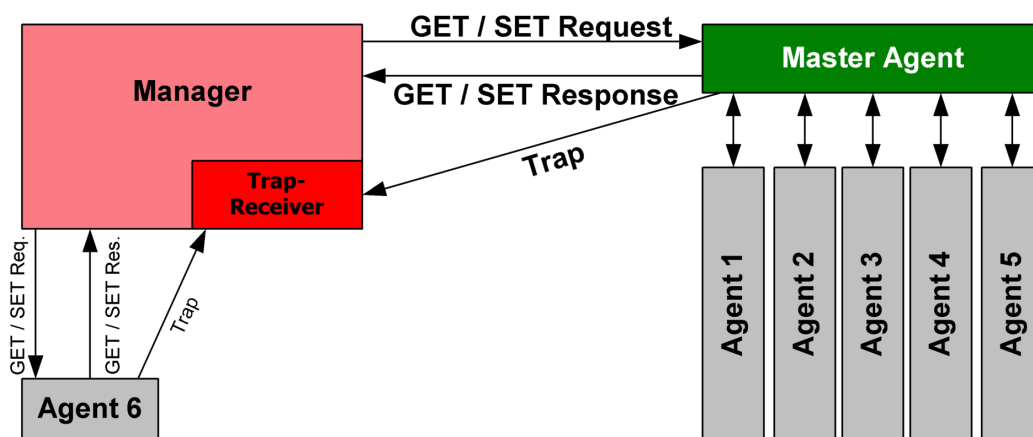 GET / SET Request
Manager
Master Agent
GET / SET Response
Trap
Trap-
Receiver
GET / SET Req.
GET / SET Res.
Trap
Agent 1
Agent 2
Agent 3
Agent 4
Agent 5
Agent 6